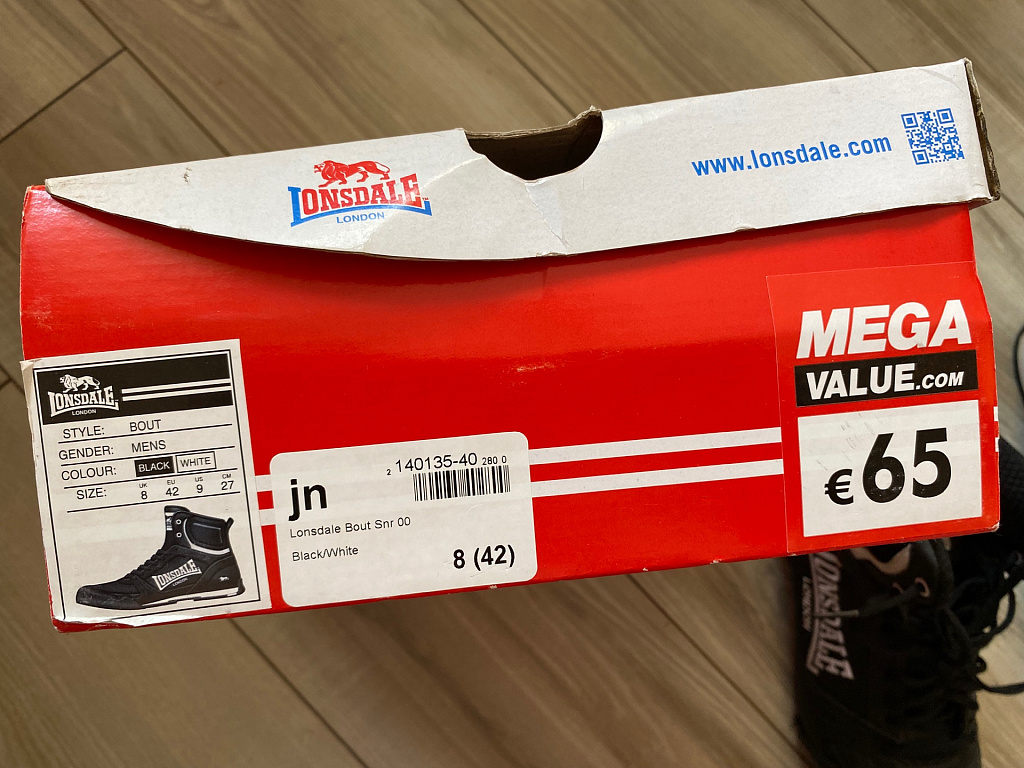 LONSDALE
LONDON
www.lonsdale.com
MEGA
VALUE.COM
€65
LONSDALE
LONDON
STYLE: BOUT
GENDER: MENS
COLOUR: BLACK WHITE
SIZE: UK 8 EU 42 US 9 CM 27
LONSDALE
LONDON
jn
2 140135-40 280 0
Lonsdale Bout Snr 00
Black/White
8 (42)
LONSDALE
LONDON